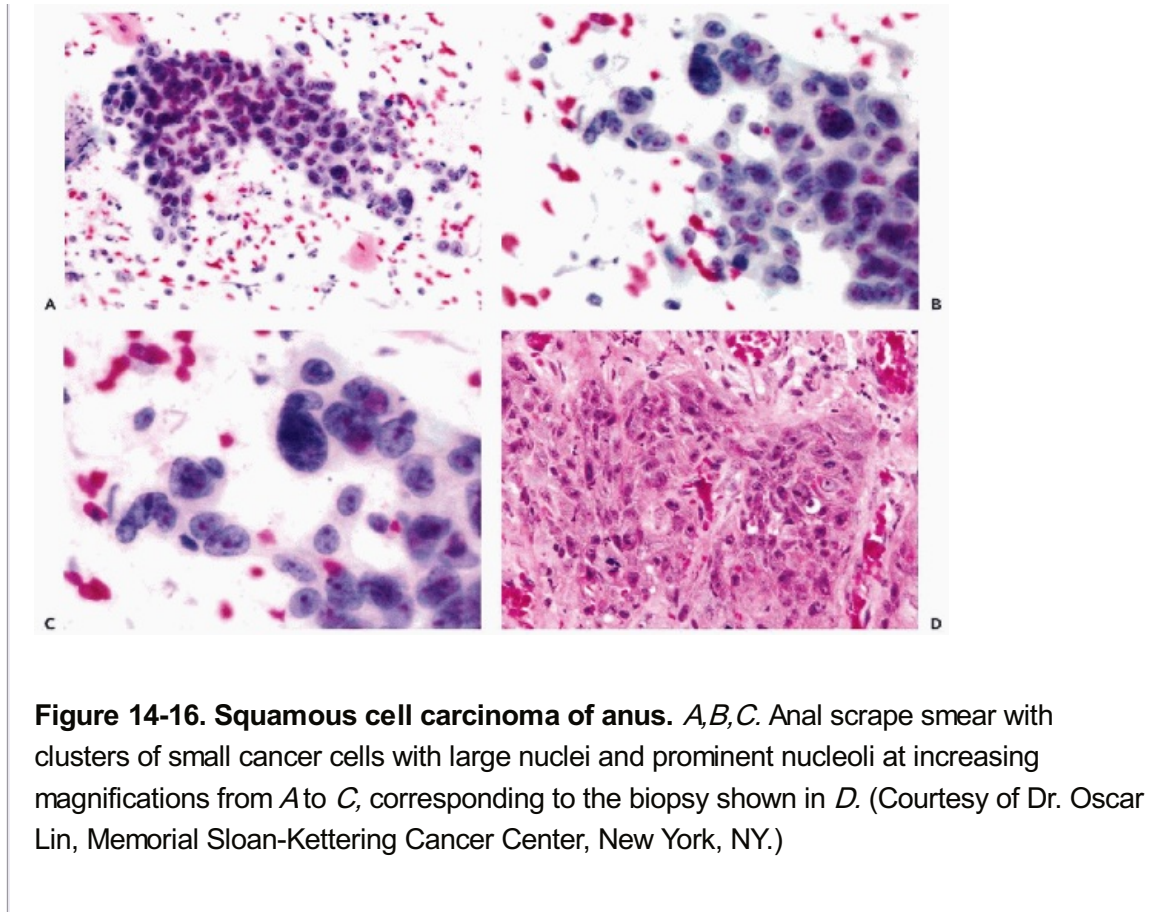 A
B
C
D
Figure 14-16. Squamous cell carcinoma of anus. A,B,C. Anal scrape smear with
clusters of small cancer cells with large nuclei and prominent nucleoli at increasing
magnifications from A to C, corresponding to the biopsy shown in D. (Courtesy of Dr. Oscar
Lin, Memorial Sloan-Kettering Cancer Center, New York, NY.)